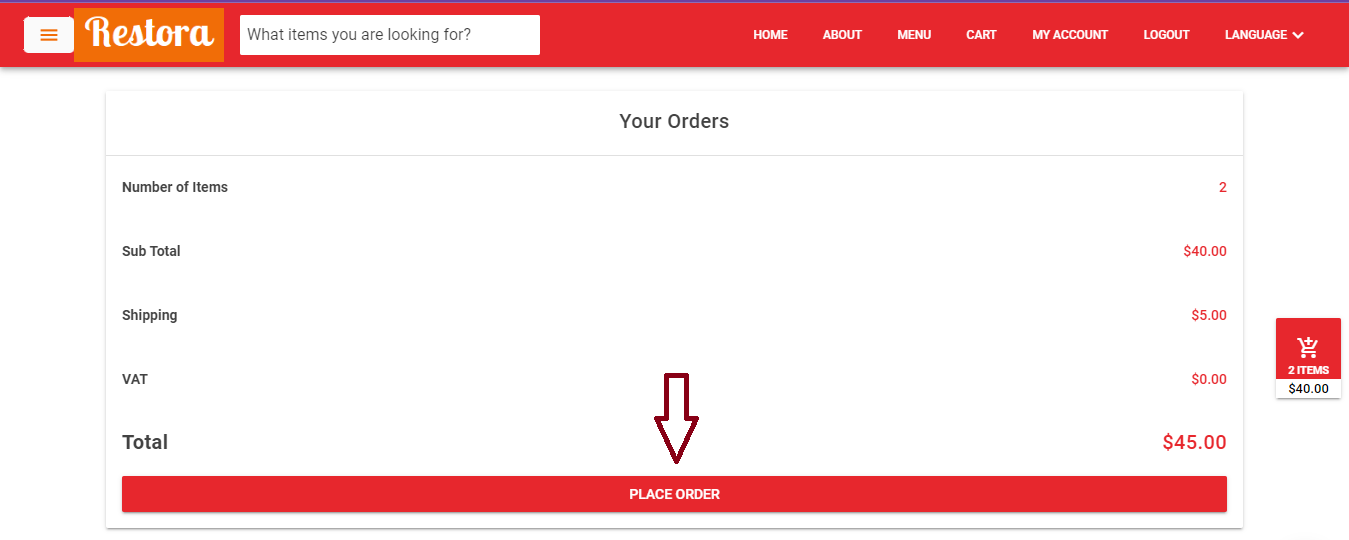 Restora
What items you are looking for?
HOME ABOUT MENU CART MY ACCOUNT LOGOUT LANGUAGE
Your Orders
Number of Items 2
Sub Total $40.00
Shipping $5.00
VAT $0.00
Total $45.00
PLACE ORDER
2 ITEMS
$40.00